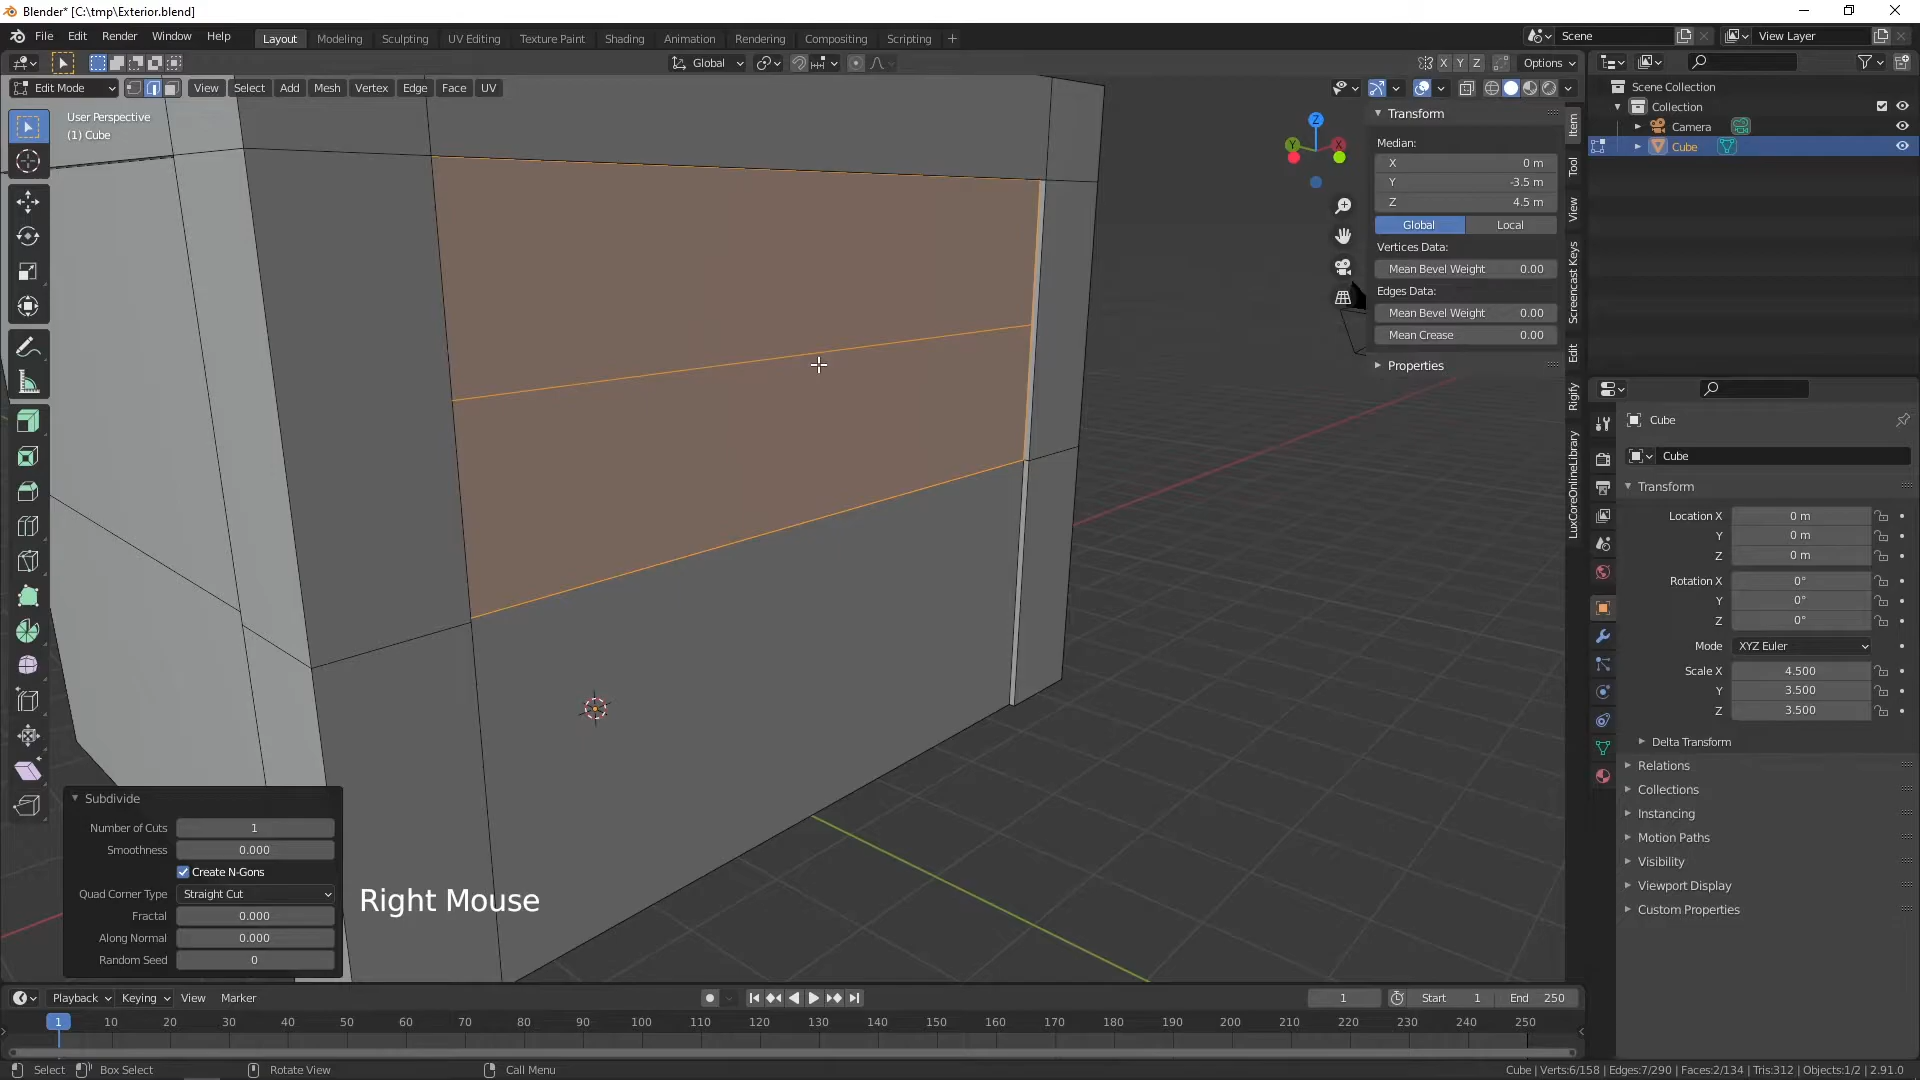 Blender* [C:\tmp\Exterior.blend]
File Edit Render Window Help
Layout Modeling Sculpting UV Editing Texture Paint Shading Animation Rendering Compositing Scripting +
Scene
View Layer
Global
X Y Z
Options
Edit Mode
View Select Add Mesh Vertex Edge Face UV
User Perspective
(1) Cube
Z
Y
X
Transform
Median:
X 0 m
Y -3.5 m
Z 4.5 m
Global Local
Vertices Data:
Mean Bevel Weight 0.00
Edges Data:
Mean Bevel Weight 0.00
Mean Crease 0.00
Properties
Item
Tool
View
Screencast Keys
Edit
Rigify
LuxCoreOnlineLibrary
Scene Collection
Collection
Camera
Cube
Cube
Cube
Transform
Location X 0 m
Y 0 m
Z 0 m
Rotation X 0°
Y 0°
Z 0°
Mode XYZ Euler
Scale X 4.500
Y 3.500
Z 3.500
Delta Transform
Relations
Collections
Instancing
Motion Paths
Visibility
Viewport Display
Custom Properties
Subdivide
Number of Cuts 1
Smoothness 0.000
Create N-Gons
Quad Corner Type Straight Cut
Fractal 0.000
Along Normal 0.000
Random Seed 0
Right Mouse
Playback Keying View Marker
1
Start 1
End 250
1 10 20 30 40 50 60 70 80 90 100 110 120 130 140 150 160 170 180 190 200 210 220 230 240 250
Select Box Select Rotate View Call Menu
Cube | Verts:6/158 | Edges:7/290 | Faces:2/134 | Tris:312 | Objects:1/2 | 2.91.0